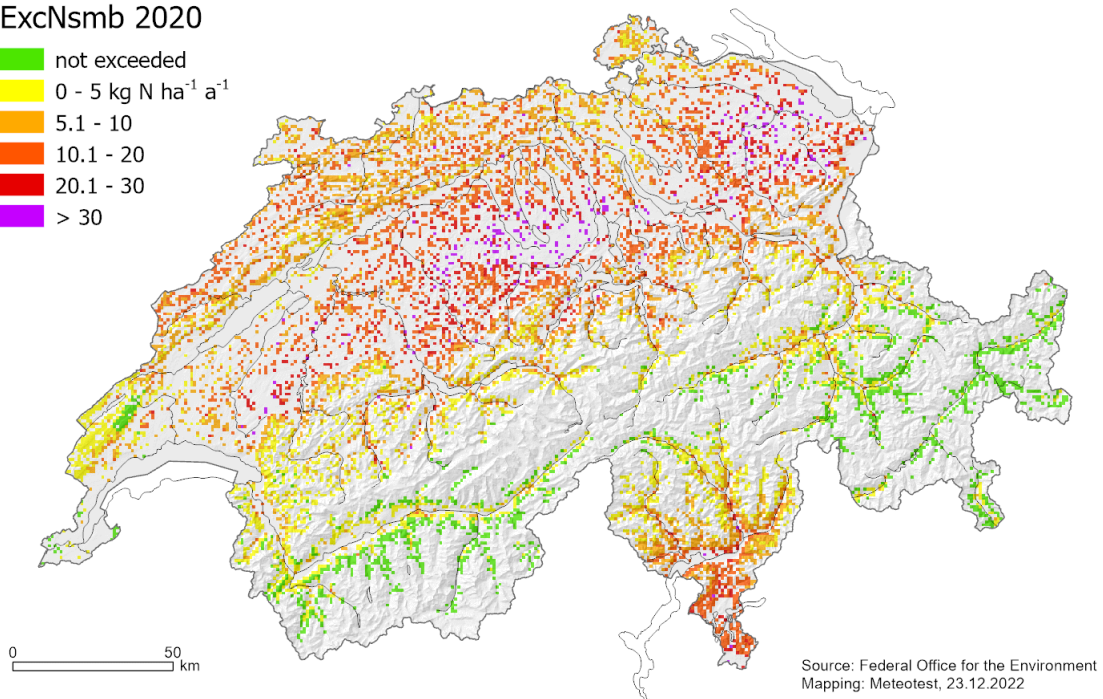 ExcNsmb 2020
not exceeded
0 - 5 kg N ha⁻¹ a⁻¹
5.1 - 10
10.1 - 20
20.1 - 30
> 30
0 50
km
Source: Federal Office for the Environment
Mapping: Meteotest, 23.12.2022